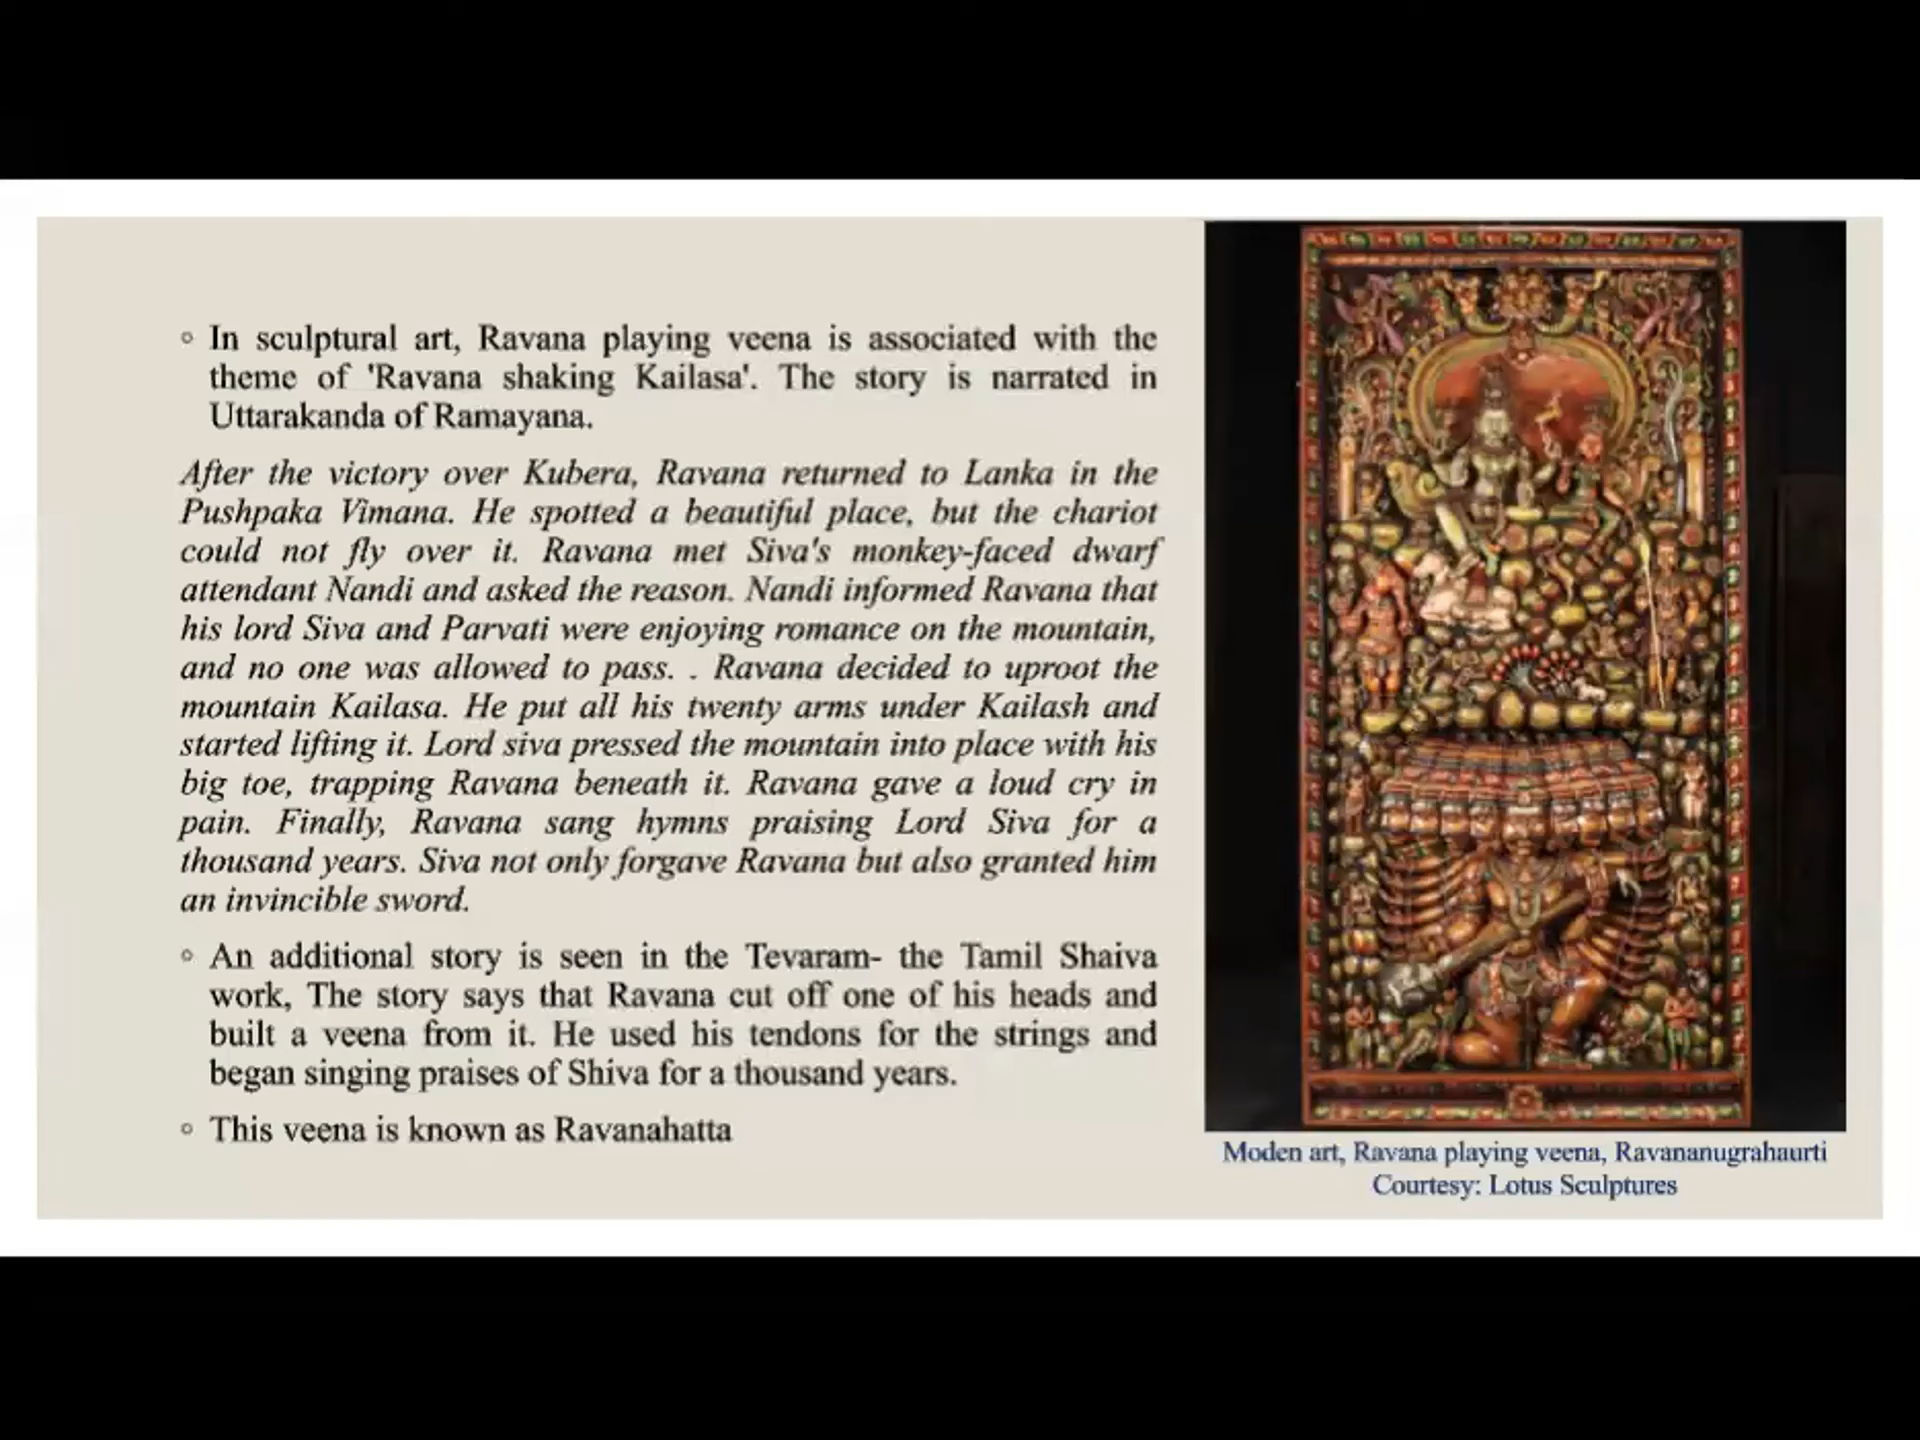 ◦ In sculptural art, Ravana playing veena is associated with the
theme of 'Ravana shaking Kailasa'. The story is narrated in
Uttarakanda of Ramayana.
After the victory over Kubera, Ravana returned to Lanka in the
Pushpaka Vimana. He spotted a beautiful place, but the chariot
could not fly over it. Ravana met Siva's monkey-faced dwarf
attendant Nandi and asked the reason. Nandi informed Ravana that
his lord Siva and Parvati were enjoying romance on the mountain,
and no one was allowed to pass. . Ravana decided to uproot the
mountain Kailasa. He put all his twenty arms under Kailash and
started lifting it. Lord siva pressed the mountain into place with his
big toe, trapping Ravana beneath it. Ravana gave a loud cry in
pain. Finally, Ravana sang hymns praising Lord Siva for a
thousand years. Siva not only forgave Ravana but also granted him
an invincible sword.
◦ An additional story is seen in the Tevaram- the Tamil Shaiva
work, The story says that Ravana cut off one of his heads and
built a veena from it. He used his tendons for the strings and
began singing praises of Shiva for a thousand years.
◦ This veena is known as Ravanahatta
Moden art, Ravana playing veena, Ravananugrahaurti
Courtesy: Lotus Sculptures